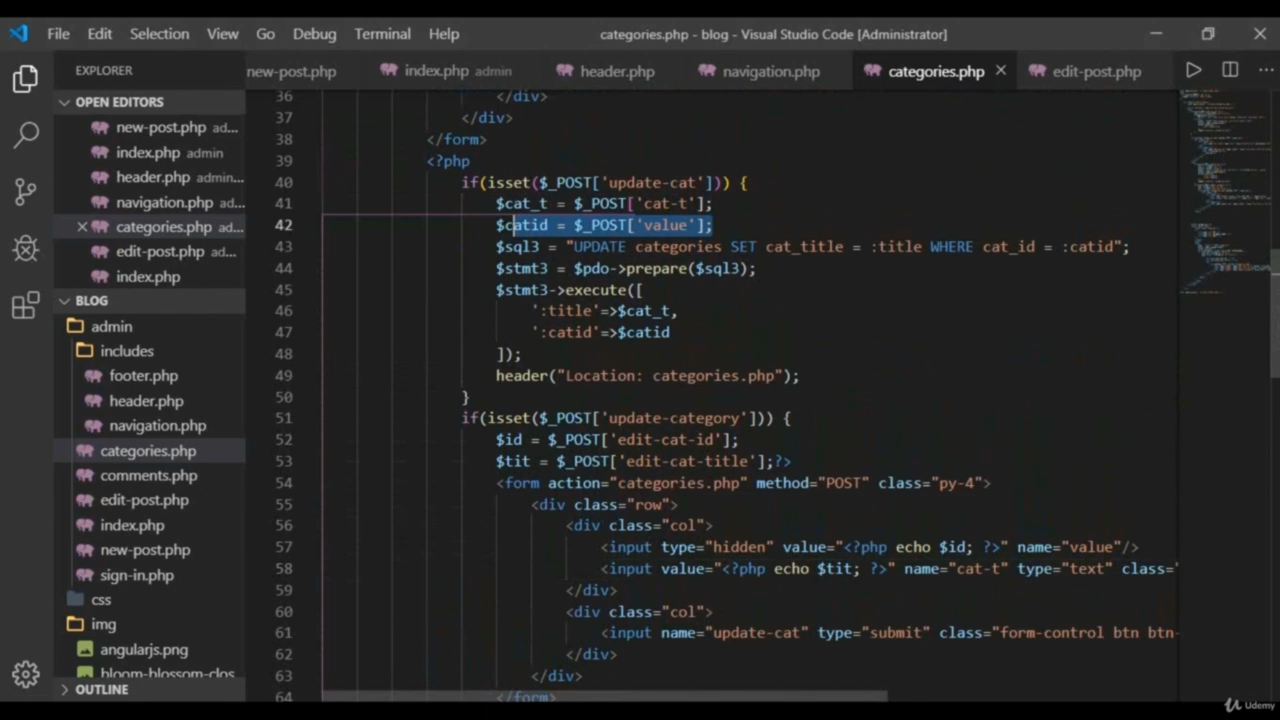 File Edit Selection View Go Debug Terminal Help categories.php - blog - Visual Studio Code [Administrator]
EXPLORER
new-post.php index.php admin header.php navigation.php categories.php edit-post.php
OPEN EDITORS
new-post.php ad...
index.php admin
header.php admin...
navigation.php ad...
categories.php ad...
edit-post.php ad...
index.php
BLOG
admin
includes
footer.php
header.php
navigation.php
categories.php
comments.php
edit-post.php
index.php
new-post.php
sign-in.php
css
img
angularjs.png
bloom-blossom-clos
OUTLINE
36 </div>
37 </div>
38 </form>
39 <?php
40 if(isset($_POST['update-cat'])) {
41 $cat_t = $_POST['cat-t'];
42 $catid = $_POST['value'];
43 $sql3 = "UPDATE categories SET cat_title = :title WHERE cat_id = :catid";
44 $stmt3 = $pdo->prepare($sql3);
45 $stmt3->execute([
46 ':title'=>$cat_t,
47 ':catid'=>$catid
48 ]);
49 header("Location: categories.php");
50 }
51 if(isset($_POST['update-category'])) {
52 $id = $_POST['edit-cat-id'];
53 $tit = $_POST['edit-cat-title'];?>
54 <form action="categories.php" method="POST" class="py-4">
55 <div class="row">
56 <div class="col">
57 <input type="hidden" value="<?php echo $id; ?>" name="value"/>
58 <input value="<?php echo $tit; ?>" name="cat-t" type="text" class="
59 </div>
60 <div class="col">
61 <input name="update-cat" type="submit" class="form-control btn btn-
62 </div>
63 </div>
64 </form>
Udemy